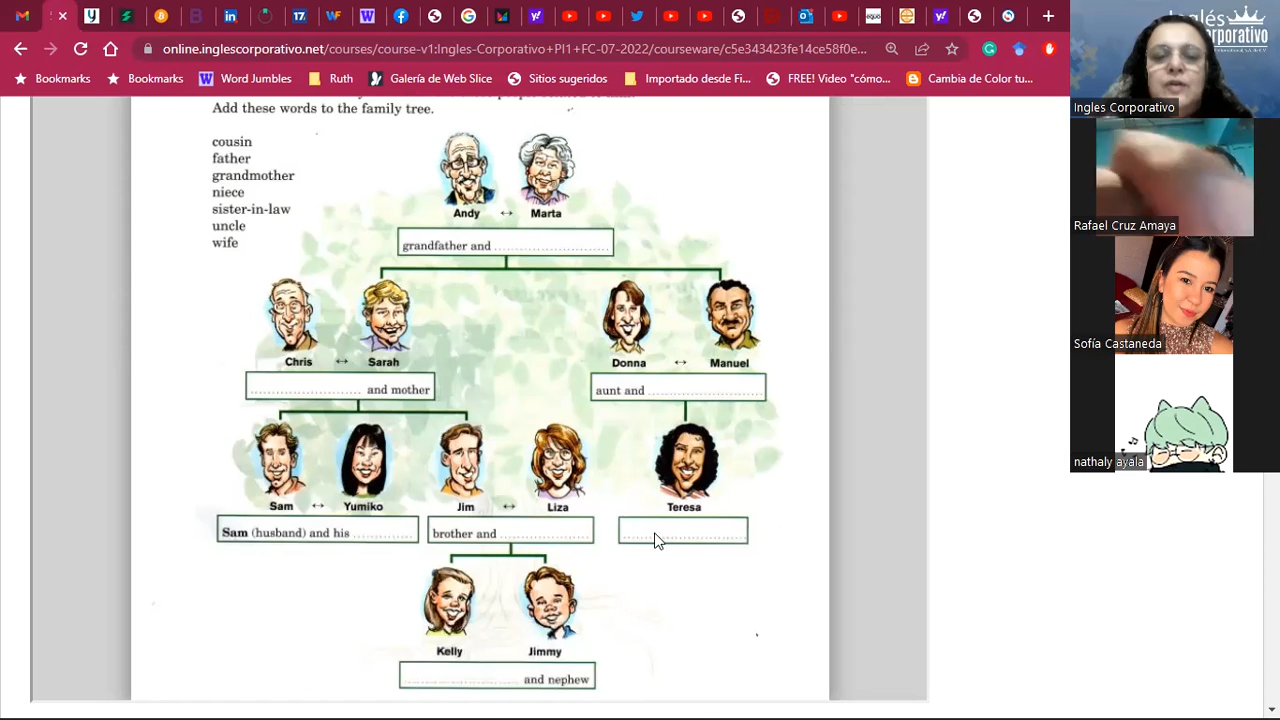 17
online.inglescorporativo.net/courses/course-v1:Ingles-Corporativo+PI1+FC-07-2022/courseware/c5e343423fe14ce58f0e...
Bookmarks
Bookmarks
Word Jumbles
Ruth
Galería de Web Slice
Sitios sugeridos
Importado desde Fi...
FREE! Video "cómo...
Cambia de Color tu...
Add these words to the family tree.
cousin
father
grandmother
niece
sister-in-law
uncle
wife
Andy ↔ Marta
grandfather and ........................
Chris ↔ Sarah
Donna ↔ Manuel
........................ and mother
aunt and ........................
Sam ↔ Yumiko
Jim ↔ Liza
Teresa
Sam (husband) and his ............
brother and ..................
........................
Kelly
Jimmy
........................ and nephew
Inglés
Corporativo
Ingles Corporativo
Rafael Cruz Amaya
Sofía Castaneda
nathaly ayala